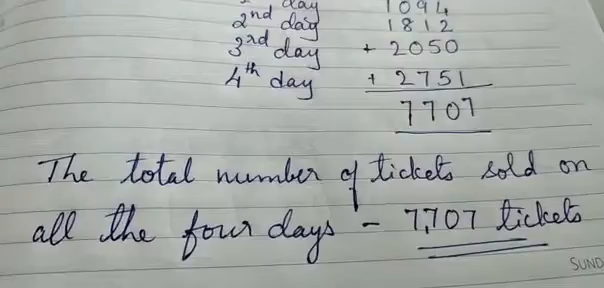 day 1094
2nd day 1812
3rd day + 2050
4th day + 2751
7707
The total number of tickets sold on
all the four days - 7,707 tickets
SUND